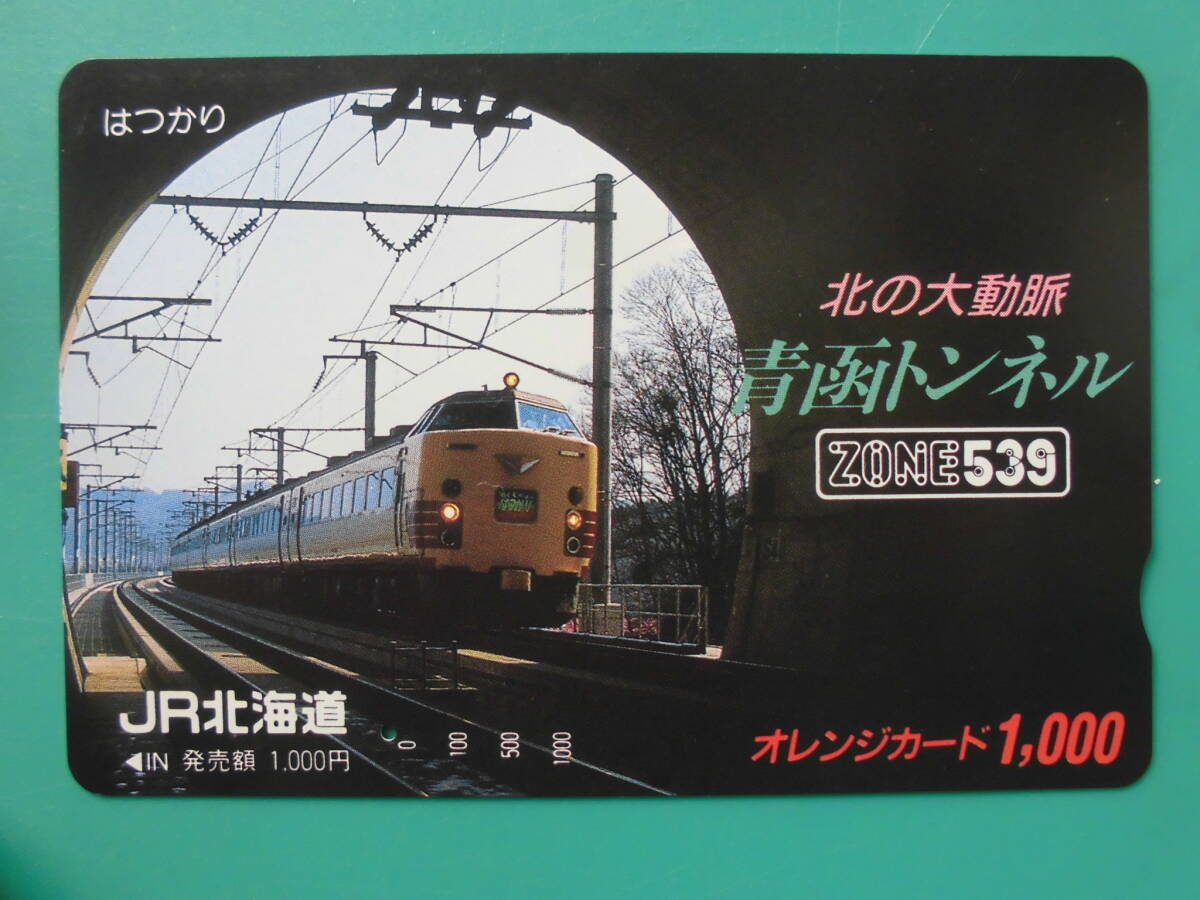 はつかり
北の大動脈
青函トンネル
ZONE539
JR北海道
◀IN 発売額 1,000円
0 100 500 1000
オレンジカード1,000